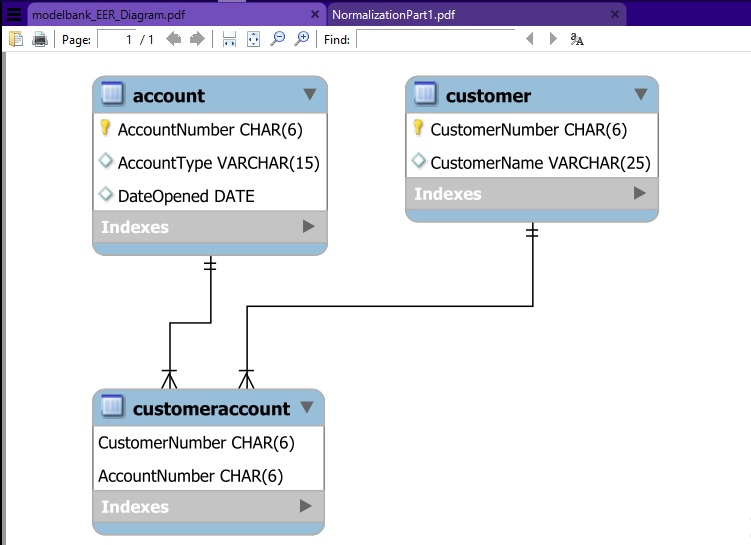 modelbank_EER_Diagram.pdf × NormalizationPart1.pdf ×
Page: 1 / 1 Find: ªA
account
AccountNumber CHAR(6)
AccountType VARCHAR(15)
DateOpened DATE
Indexes
customer
CustomerNumber CHAR(6)
CustomerName VARCHAR(25)
Indexes
customeraccount
CustomerNumber CHAR(6)
AccountNumber CHAR(6)
Indexes